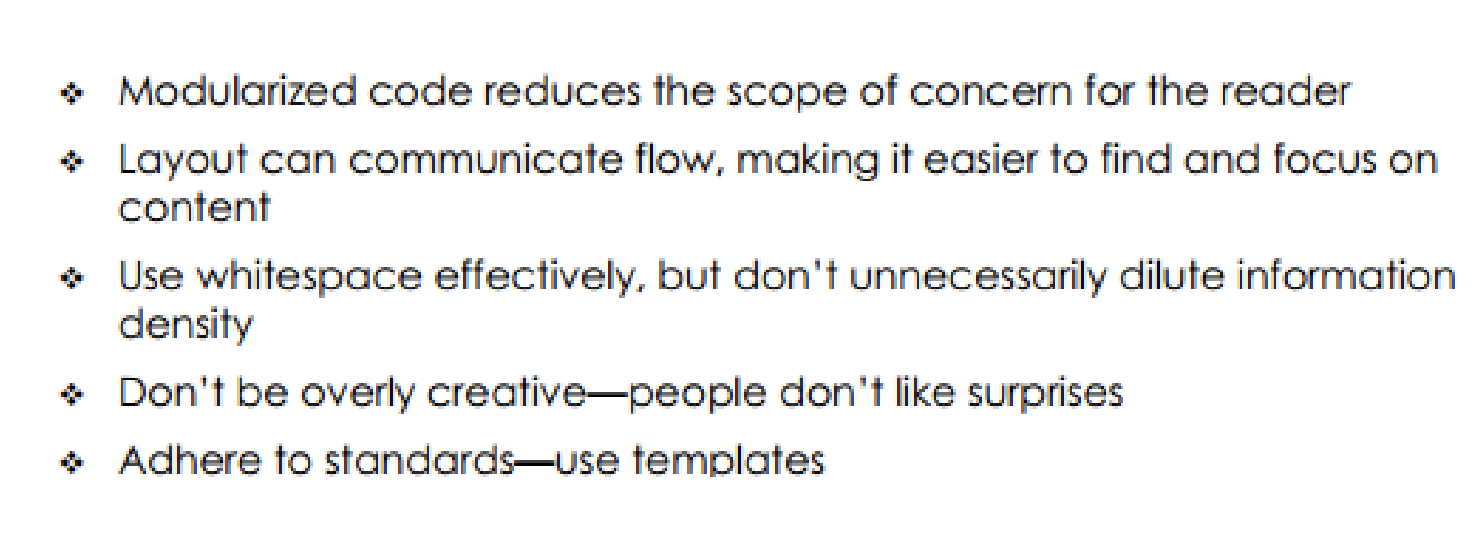 ❖ Modularized code reduces the scope of concern for the reader
❖ Layout can communicate flow, making it easier to find and focus on
content
❖ Use whitespace effectively, but don't unnecessarily dilute information
density
❖ Don't be overly creative—people don't like surprises
❖ Adhere to standards—use templates